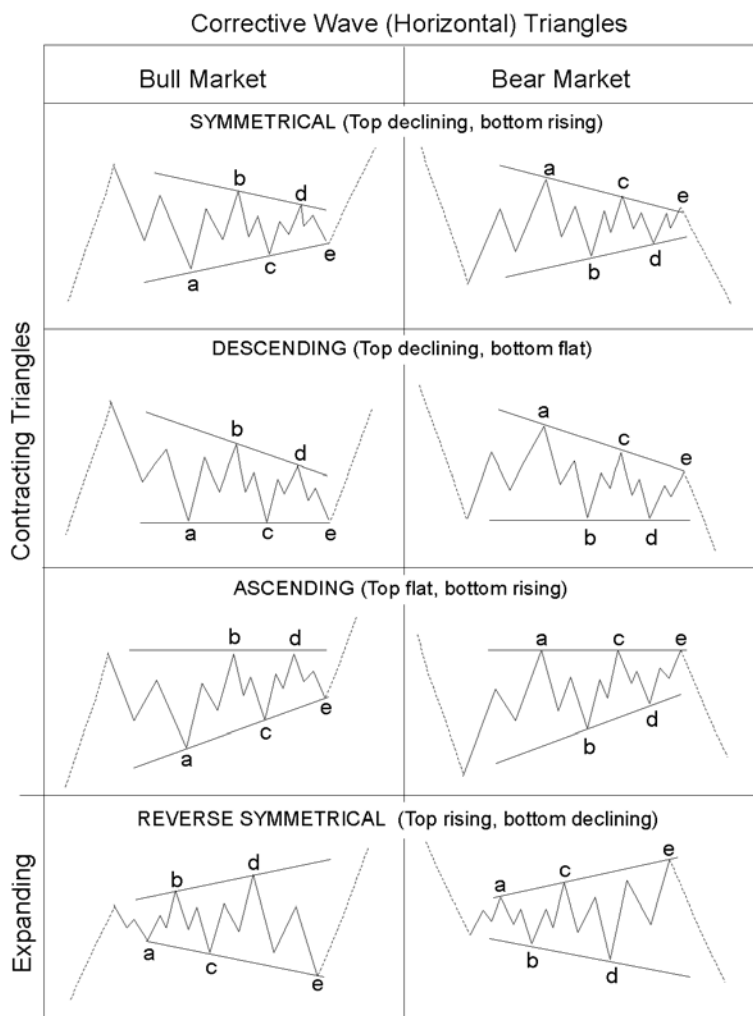 Corrective Wave (Horizontal) Triangles
Bull Market
Bear Market
Contracting Triangles
SYMMETRICAL (Top declining, bottom rising)
b
d
a
c
e
a
c
e
b
d
DESCENDING (Top declining, bottom flat)
b
d
a
c
e
a
c
e
b
d
ASCENDING (Top flat, bottom rising)
b
d
a
c
e
a
c
e
b
d
Expanding
REVERSE SYMMETRICAL (Top rising, bottom declining)
b
d
a
c
e
a
c
e
b
d